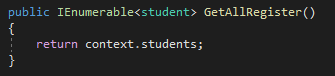 public IEnumerable<student> GetAllRegister()
{
    return context.students;
}